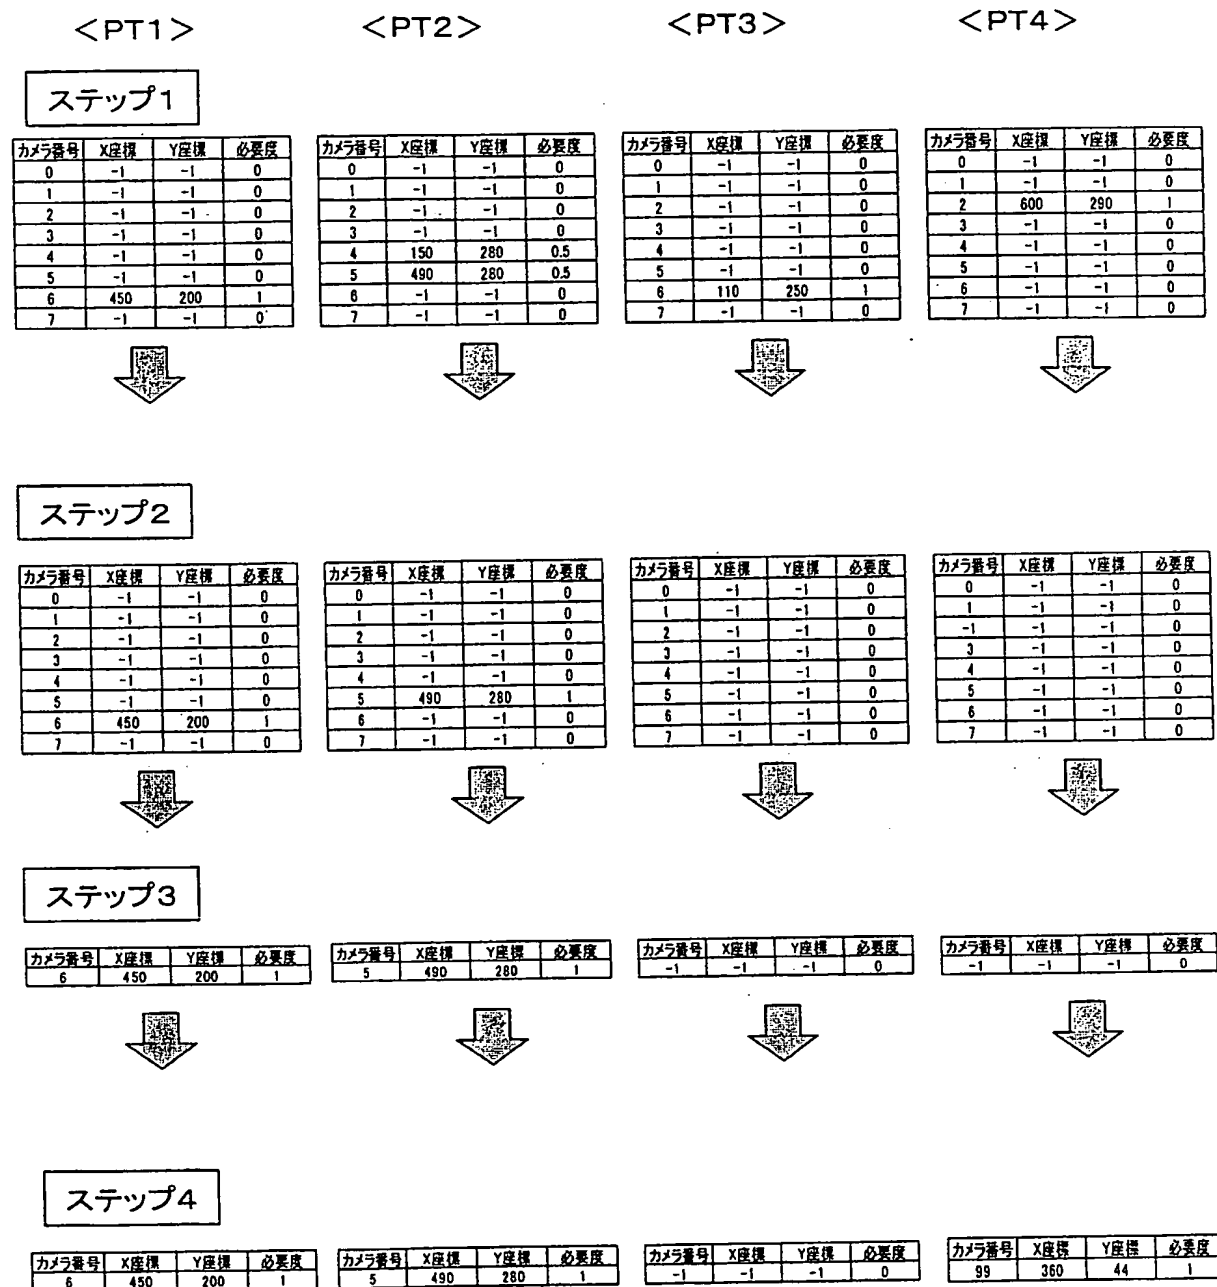 <PT1> <PT2> <PT3> <PT4>
ステップ1
カメラ番号 X座標 Y座標 必要度 カメラ番号 X座標 Y座標 必要度 カメラ番号 X座標 Y座標 必要度 カメラ番号 X座標 Y座標 必要度
0 -1 -1 0 0 -1 -1 0 0 -1 -1 0 0 -1 -1 0
1 -1 -1 0 1 -1 -1 0 1 -1 -1 0 1 -1 -1 0
2 -1 -1 0 2 -1 -1 0 2 -1 -1 0 2 600 290 1
3 -1 -1 0 3 -1 -1 0 3 -1 -1 0 3 -1 -1 0
4 -1 -1 0 4 150 280 0.5 4 -1 -1 0 4 -1 -1 0
5 -1 -1 0 5 490 280 0.5 5 -1 -1 0 5 -1 -1 0
6 450 200 1 6 -1 -1 0 6 110 250 1 6 -1 -1 0
7 -1 -1 0 7 -1 -1 0 7 -1 -1 0 7 -1 -1 0
ステップ2
カメラ番号 X座標 Y座標 必要度 カメラ番号 X座標 Y座標 必要度 カメラ番号 X座標 Y座標 必要度 カメラ番号 X座標 Y座標 必要度
0 -1 -1 0 0 -1 -1 0 0 -1 -1 0 0 -1 -1 0
1 -1 -1 0 1 -1 -1 0 1 -1 -1 0 1 -1 -1 0
2 -1 -1 0 2 -1 -1 0 2 -1 -1 0 -1 -1 -1 0
3 -1 -1 0 3 -1 -1 0 3 -1 -1 0 3 -1 -1 0
4 -1 -1 0 4 -1 -1 0 4 -1 -1 0 4 -1 -1 0
5 -1 -1 0 5 490 280 1 5 -1 -1 0 5 -1 -1 0
6 450 200 1 6 -1 -1 0 6 -1 -1 0 6 -1 -1 0
7 -1 -1 0 7 -1 -1 0 7 -1 -1 0 7 -1 -1 0
ステップ3
カメラ番号 X座標 Y座標 必要度 カメラ番号 X座標 Y座標 必要度 カメラ番号 X座標 Y座標 必要度 カメラ番号 X座標 Y座標 必要度
6 450 200 1 5 490 280 1 -1 -1 -1 0 -1 -1 -1 0
ステップ4
カメラ番号 X座標 Y座標 必要度 カメラ番号 X座標 Y座標 必要度 カメラ番号 X座標 Y座標 必要度 カメラ番号 X座標 Y座標 必要度
6 450 200 1 5 490 280 1 -1 -1 -1 0 99 360 44 1